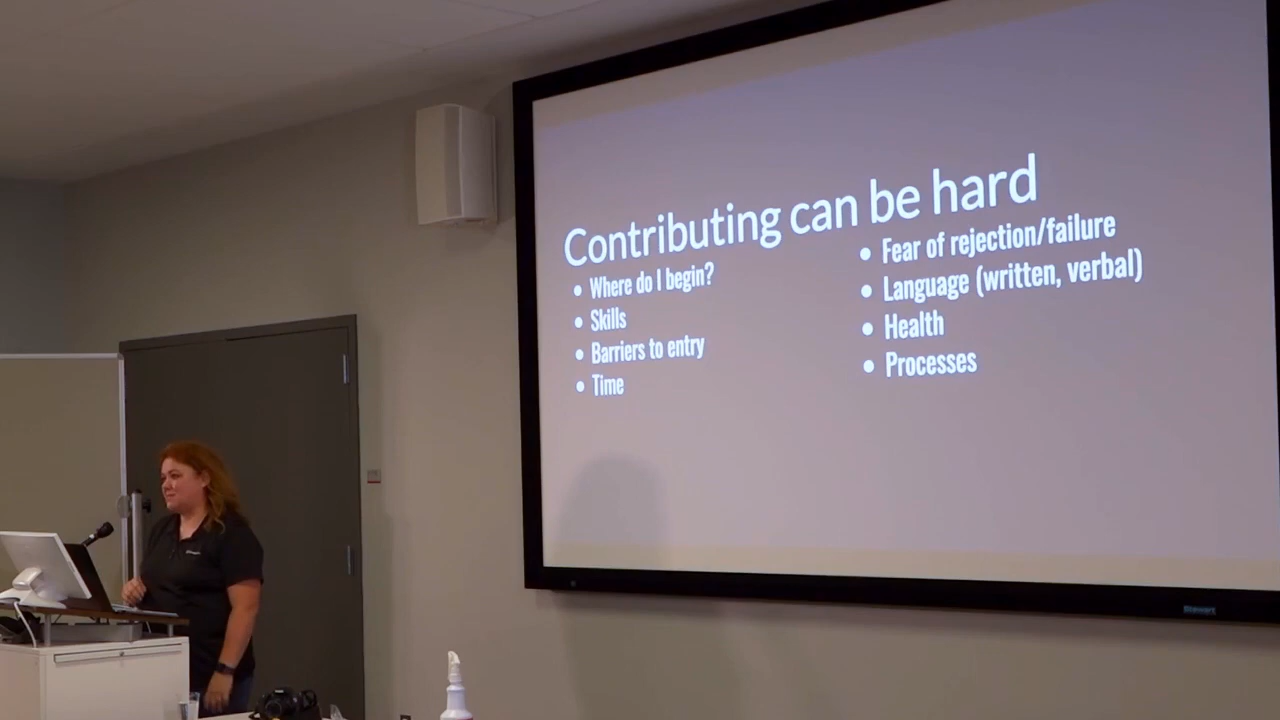 Contributing can be hard
• Where do I begin?
• Skills
• Barriers to entry
• Time
• Fear of rejection/failure
• Language (written, verbal)
• Health
• Processes
Stewart